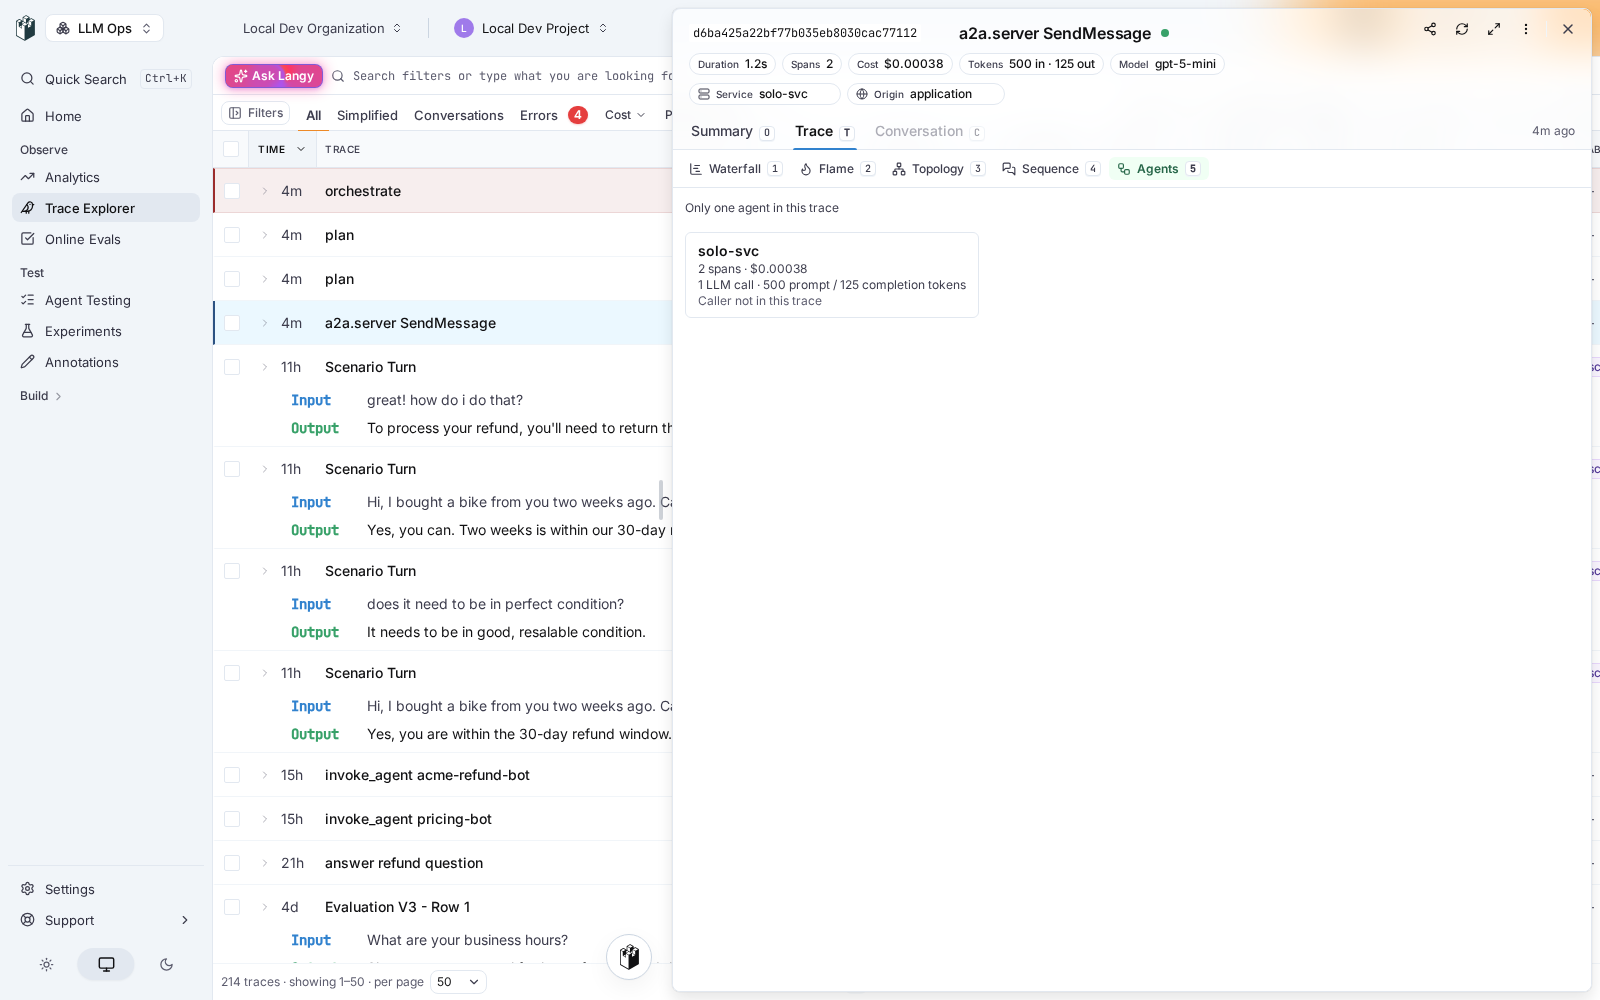 LLM Ops
Local Dev Organization
L
Local Dev Project
Quick Search
Ctrl+K
Home
Observe
Analytics
Trace Explorer
Online Evals
Test
Agent Testing
Experiments
Annotations
Build
Settings
Support
Ask Langy
Search filters or type what you are looking fo
Filters
All
Simplified
Conversations
Errors
4
Cost
P
TIME
TRACE
4m
orchestrate
4m
plan
4m
plan
4m
a2a.server SendMessage
11h
Scenario Turn
Input
great! how do i do that?
Output
To process your refund, you'll need to return th
11h
Scenario Turn
Input
Hi, I bought a bike from you two weeks ago. Ca
Output
Yes, you can. Two weeks is within our 30-day
11h
Scenario Turn
Input
does it need to be in perfect condition?
Output
It needs to be in good, resalable condition.
11h
Scenario Turn
Input
Hi, I bought a bike from you two weeks ago. Ca
Output
Yes, you are within the 30-day refund window.
15h
invoke_agent acme-refund-bot
15h
invoke_agent pricing-bot
21h
answer refund question
4d
Evaluation V3 - Row 1
Input
What are your business hours?
214 traces · showing 1–50 · per page
50
d6ba425a22bf77b035eb8030cac77112
a2a.server SendMessage
Duration 1.2s
Spans 2
Cost $0.00038
Tokens 500 in · 125 out
Model gpt-5-mini
Service solo-svc
Origin application
Summary O
Trace T
Conversation C
4m ago
Waterfall 1
Flame 2
Topology 3
Sequence 4
Agents 5
Only one agent in this trace
solo-svc
2 spans · $0.00038
1 LLM call · 500 prompt / 125 completion tokens
Caller not in this trace